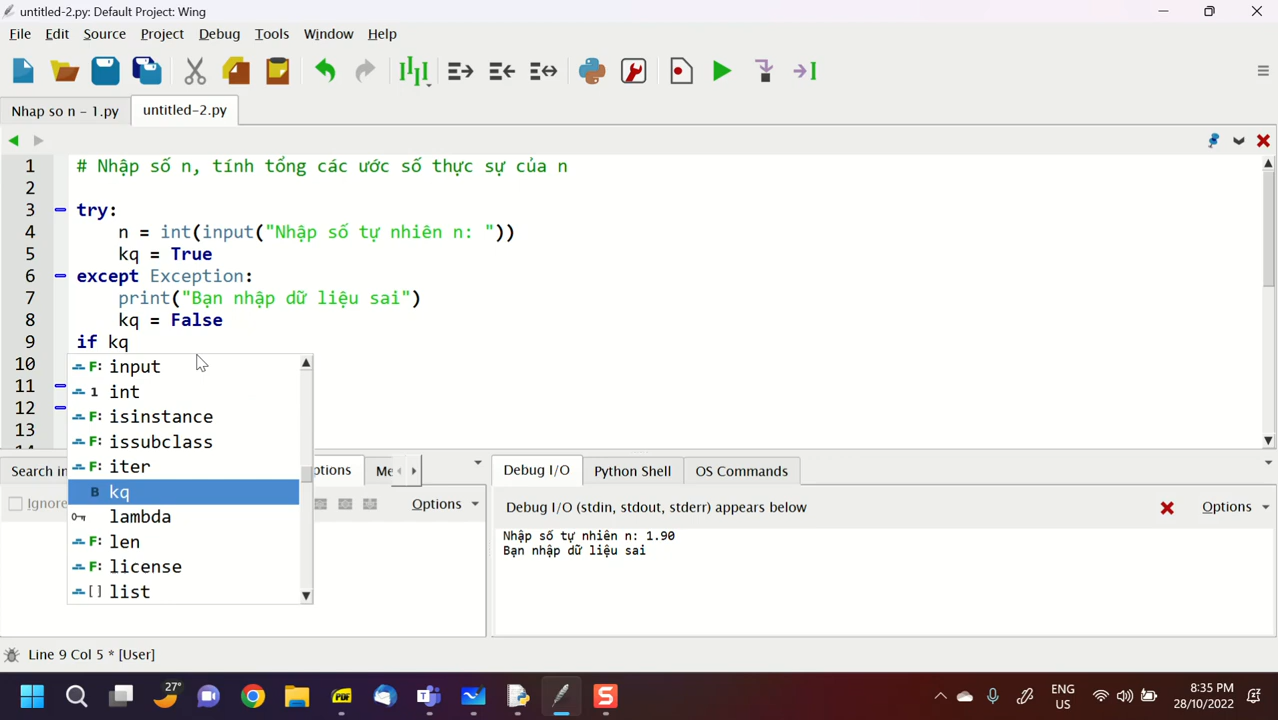 untitled-2.py: Default Project: Wing
File Edit Source Project Debug Tools Window Help
Nhap so n - 1.py untitled-2.py
1 # Nhập số n, tính tổng các ước số thực sự của n
2
3 try:
4 n = int(input("Nhập số tự nhiên n: "))
5 kq = True
6 except Exception:
7 print("Bạn nhập dữ liệu sai")
8 kq = False
9 if kq
10 F: input
11 1 int
12 F: isinstance
13 F: issubclass
F: iter
B kq
lambda
F: len
F: license
[] list
Search in ptions Me
Ignore Options
Debug I/O Python Shell OS Commands
Debug I/O (stdin, stdout, stderr) appears below Options
Nhập số tự nhiên n: 1.90
Bạn nhập dữ liệu sai
Line 9 Col 5 * [User]
27°
PDF
ENG
US
8:35 PM
28/10/2022